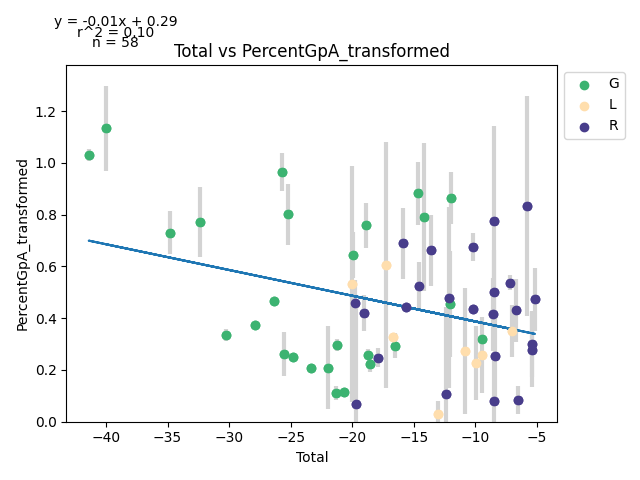 y = -0.01x + 0.29
r^2 = 0.10
n = 58
Total vs PercentGpA_transformed
G
L
R
PercentGpA_transformed
1.2
1.0
0.8
0.6
0.4
0.2
0.0
−40 −35 −30 −25 −20 −15 −10 −5
Total